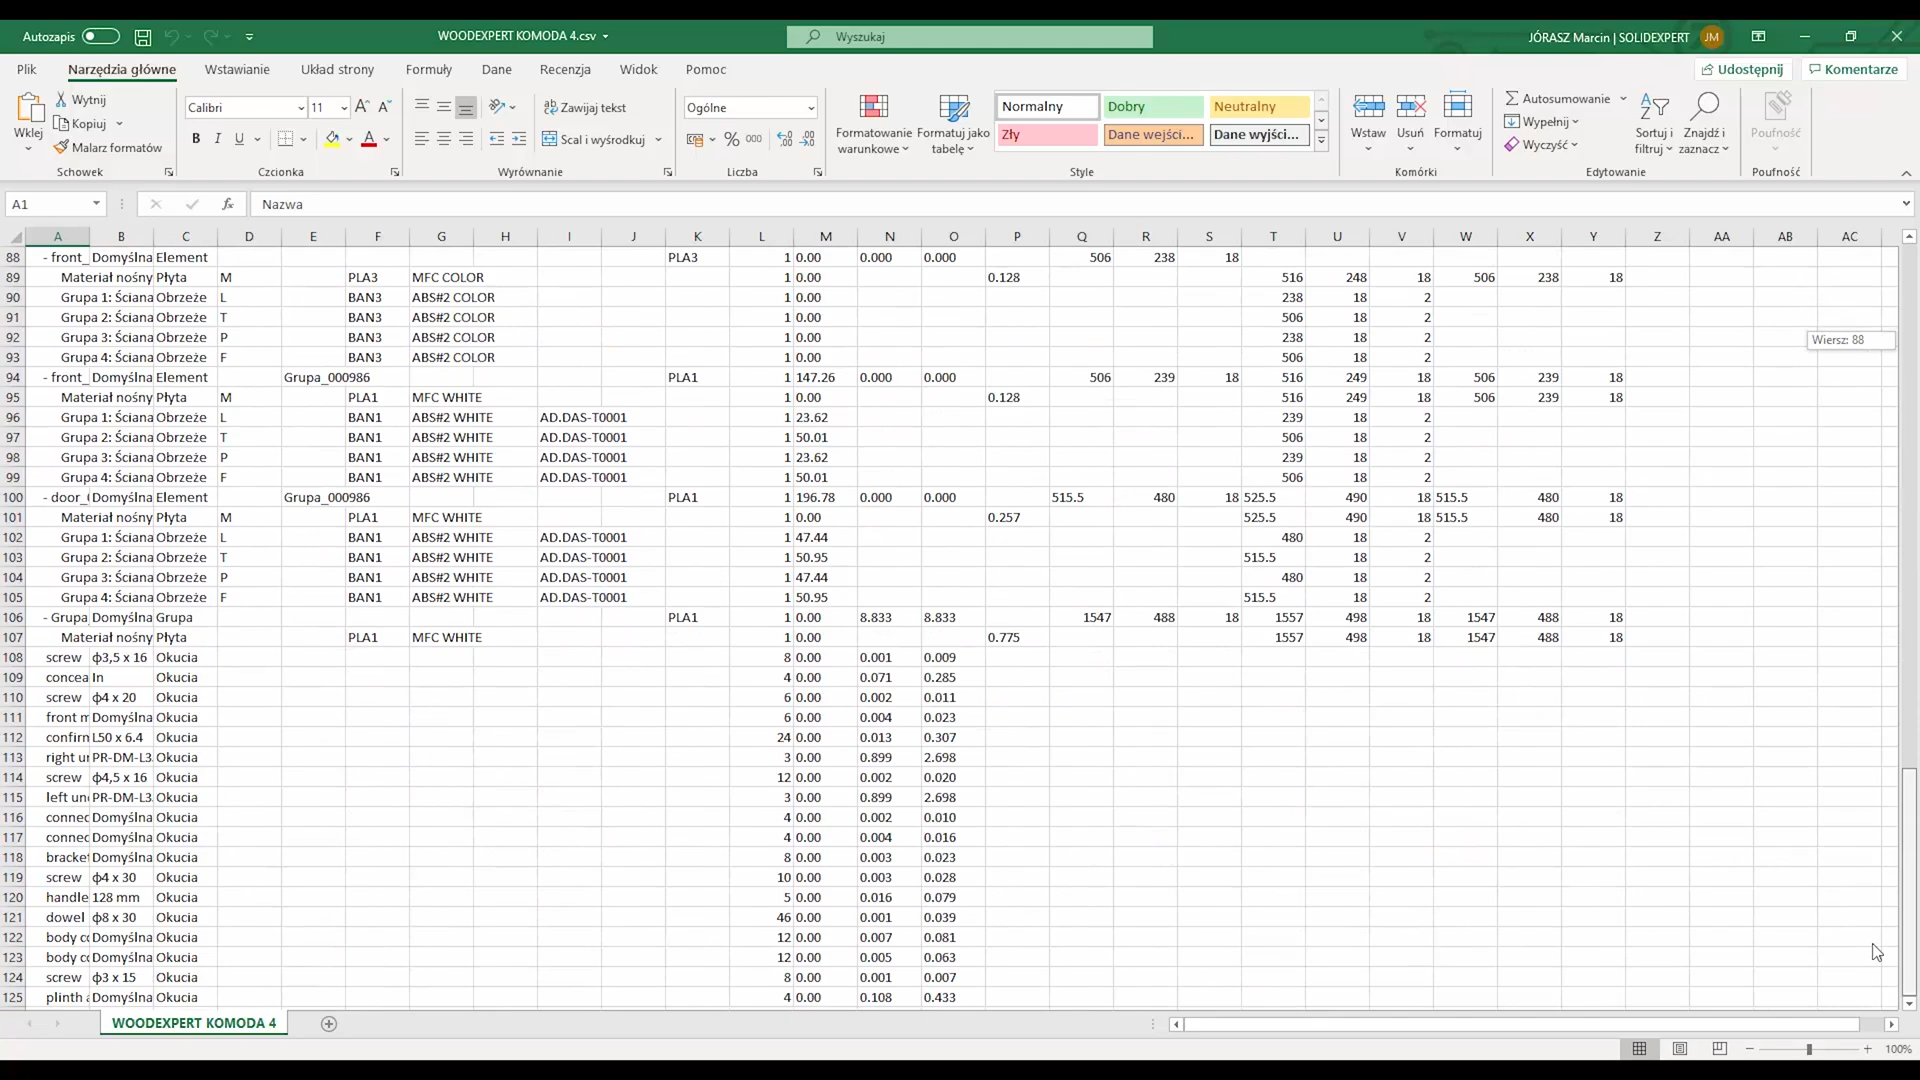 Autozapis WOODEXPERT KOMODA 4.csv Wyszukaj JÓRASZ Marcin | SOLIDEXPERT JM
Plik Narzędzia główne Wstawianie Układ strony Formuły Dane Recenzja Widok Pomoc Udostępnij Komentarze
Wklej Wytnij Kopiuj Malarz formatów
Calibri 11 B I U
Zawijaj tekst Scal i wyśrodkuj
Ogólne % 000
Formatowanie warunkowe Formatuj jako tabelę
Normalny Dobry Neutralny
Zły Dane wejści... Dane wyjści...
Wstaw Usuń Formatuj
Autosumowanie Wypełnij Wyczyść
Sortuj i filtruj Znajdź i zaznacz Poufność
Schowek Czcionka Wyrównanie Liczba Style Komórki Edytowanie Poufność
A1 fx Nazwa
A B C D E F G H I J K L M N O P Q R S T U V W X Y Z AA AB AC
88 - front_ Domyślna Element PLA3 1 0.00 0.000 0.000 506 238 18
89 Materiał nośny Płyta M PLA3 MFC COLOR 1 0.00 0.128 516 248 18 506 238 18
90 Grupa 1: Ściana Obrzeże L BAN3 ABS#2 COLOR 1 0.00 238 18 2
91 Grupa 2: Ściana Obrzeże T BAN3 ABS#2 COLOR 1 0.00 506 18 2
92 Grupa 3: Ściana Obrzeże P BAN3 ABS#2 COLOR 1 0.00 238 18 2
93 Grupa 4: Ściana Obrzeże F BAN3 ABS#2 COLOR 1 0.00 506 18 2
94 - front_ Domyślna Element Grupa_000986 PLA1 1 147.26 0.000 0.000 506 239 18 516 249 18 506 239 18
95 Materiał nośny Płyta M PLA1 MFC WHITE 1 0.00 0.128 516 249 18 506 239 18
96 Grupa 1: Ściana Obrzeże L BAN1 ABS#2 WHITE AD.DAS-T0001 1 23.62 239 18 2
97 Grupa 2: Ściana Obrzeże T BAN1 ABS#2 WHITE AD.DAS-T0001 1 50.01 506 18 2
98 Grupa 3: Ściana Obrzeże P BAN1 ABS#2 WHITE AD.DAS-T0001 1 23.62 239 18 2
99 Grupa 4: Ściana Obrzeże F BAN1 ABS#2 WHITE AD.DAS-T0001 1 50.01 506 18 2
100 - door_ Domyślna Element Grupa_000986 PLA1 1 196.78 0.000 0.000 515.5 480 18 525.5 490 18 515.5 480 18
101 Materiał nośny Płyta M PLA1 MFC WHITE 1 0.00 0.257 525.5 490 18 515.5 480 18
102 Grupa 1: Ściana Obrzeże L BAN1 ABS#2 WHITE AD.DAS-T0001 1 47.44 480 18 2
103 Grupa 2: Ściana Obrzeże T BAN1 ABS#2 WHITE AD.DAS-T0001 1 50.95 515.5 18 2
104 Grupa 3: Ściana Obrzeże P BAN1 ABS#2 WHITE AD.DAS-T0001 1 47.44 480 18 2
105 Grupa 4: Ściana Obrzeże F BAN1 ABS#2 WHITE AD.DAS-T0001 1 50.95 515.5 18 2
106 - Grupa Domyślna Grupa PLA1 1 0.00 8.833 8.833 1547 488 18 1557 498 18 1547 488 18
107 Materiał nośny Płyta PLA1 MFC WHITE 1 0.00 0.775 1557 498 18 1547 488 18
108 screw ф3,5 x 16 Okucia 8 0.00 0.001 0.009
109 concea In Okucia 4 0.00 0.071 0.285
110 screw ф4 x 20 Okucia 6 0.00 0.002 0.011
111 front m Domyślna Okucia 6 0.00 0.004 0.023
112 confirm L50 x 6.4 Okucia 24 0.00 0.013 0.307
113 right un PR-DM-L3 Okucia 3 0.00 0.899 2.698
114 screw ф4,5 x 16 Okucia 12 0.00 0.002 0.020
115 left und PR-DM-L3 Okucia 3 0.00 0.899 2.698
116 connec Domyślna Okucia 4 0.00 0.002 0.010
117 connec Domyślna Okucia 4 0.00 0.004 0.016
118 bracket Domyślna Okucia 8 0.00 0.003 0.023
119 screw ф4 x 30 Okucia 10 0.00 0.003 0.028
120 handle 128 mm Okucia 5 0.00 0.016 0.079
121 dowel ф8 x 30 Okucia 46 0.00 0.001 0.039
122 body co Domyślna Okucia 12 0.00 0.007 0.081
123 body co Domyślna Okucia 12 0.00 0.005 0.063
124 screw ф3 x 15 Okucia 8 0.00 0.001 0.007
125 plinth a Domyślna Okucia 4 0.00 0.108 0.433
Wiersz: 88
WOODEXPERT KOMODA 4
100%